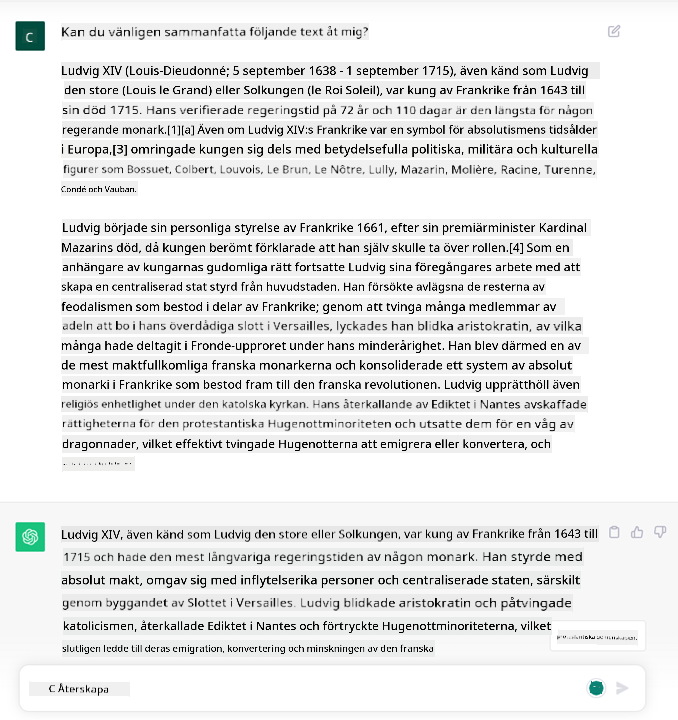 C
Kan du vänligen sammanfatta följande text åt mig?
Ludvig XIV (Louis-Dieudonné; 5 september 1638 - 1 september 1715), även känd som Ludvig
den store (Louis le Grand) eller Solkungen (le Roi Soleil), var kung av Frankrike från 1643 till
sin död 1715. Hans verifierade regeringstid på 72 år och 110 dagar är den längsta för någon
regerande monark.[1][a] Även om Ludvig XIV:s Frankrike var en symbol för absolutismens tidsålder
i Europa,[3] omringade kungen sig dels med betydelsefulla politiska, militära och kulturella
figurer som Bossuet, Colbert, Louvois, Le Brun, Le Nôtre, Lully, Mazarin, Molière, Racine, Turenne,
Condé och Vauban.
Ludvig började sin personliga styrelse av Frankrike 1661, efter sin premiärminister Kardinal
Mazarins död, då kungen berömt förklarade att han själv skulle ta över rollen.[4] Som en
anhängare av kungarnas gudomliga rätt fortsatte Ludvig sina föregångares arbete med att
skapa en centraliserad stat styrd från huvudstaden. Han försökte avlägsna de resterna av
feodalismen som bestod i delar av Frankrike; genom att tvinga många medlemmar av
adeln att bo i hans överdådiga slott i Versailles, lyckades han blidka aristokratin, av vilka
många hade deltagit i Fronde-upproret under hans minderårighet. Han blev därmed en av
de mest maktfullkomliga franska monarkerna och konsoliderade ett system av absolut
monarki i Frankrike som bestod fram till den franska revolutionen. Ludvig upprätthöll även
religiös enhetlighet under den katolska kyrkan. Hans återkallande av Ediktet i Nantes avskaffade
rättigheterna för den protestantiska Hugenottminoriteten och utsatte dem för en våg av
dragonnader, vilket effektivt tvingade Hugenotterna att emigrera eller konvertera, och
Ludvig XIV, även känd som Ludvig den store eller Solkungen, var kung av Frankrike från 1643 till
1715 och hade den mest långvariga regeringstiden av någon monark. Han styrde med
absolut makt, omgav sig med inflytelserika personer och centraliserade staten, särskilt
genom byggandet av Slottet i Versailles. Ludvig blidkade aristokratin och påtvingade
katolicismen, återkallade Ediktet i Nantes och förtryckte Hugenottminoriteterna, vilket
slutligen ledde till deras emigration, konvertering och minskningen av den franska
protestantiska gemenskapen.
C Återskapa